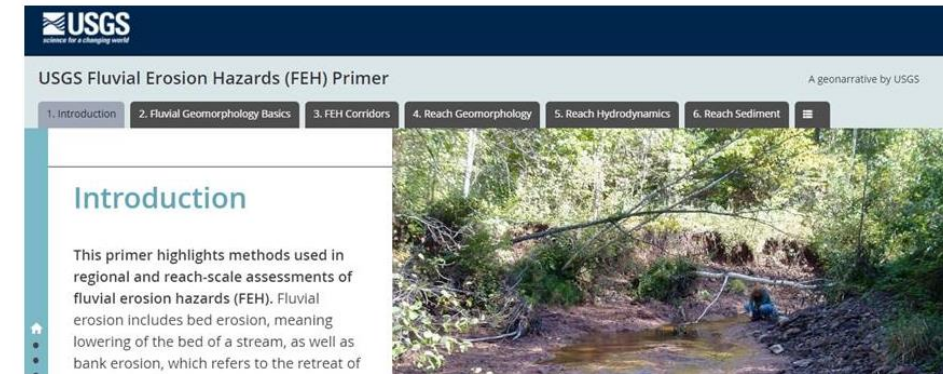 USGS
science for a changing world
USGS Fluvial Erosion Hazards (FEH) Primer
A geonarrative by USGS
1. Introduction
2. Fluvial Geomorphology Basics
3. FEH Corridors
4. Reach Geomorphology
5. Reach Hydrodynamics
6. Reach Sediment
Introduction
This primer highlights methods used in
regional and reach-scale assessments of
fluvial erosion hazards (FEH). Fluvial
erosion includes bed erosion, meaning
lowering of the bed of a stream, as well as
bank erosion, which refers to the retreat of